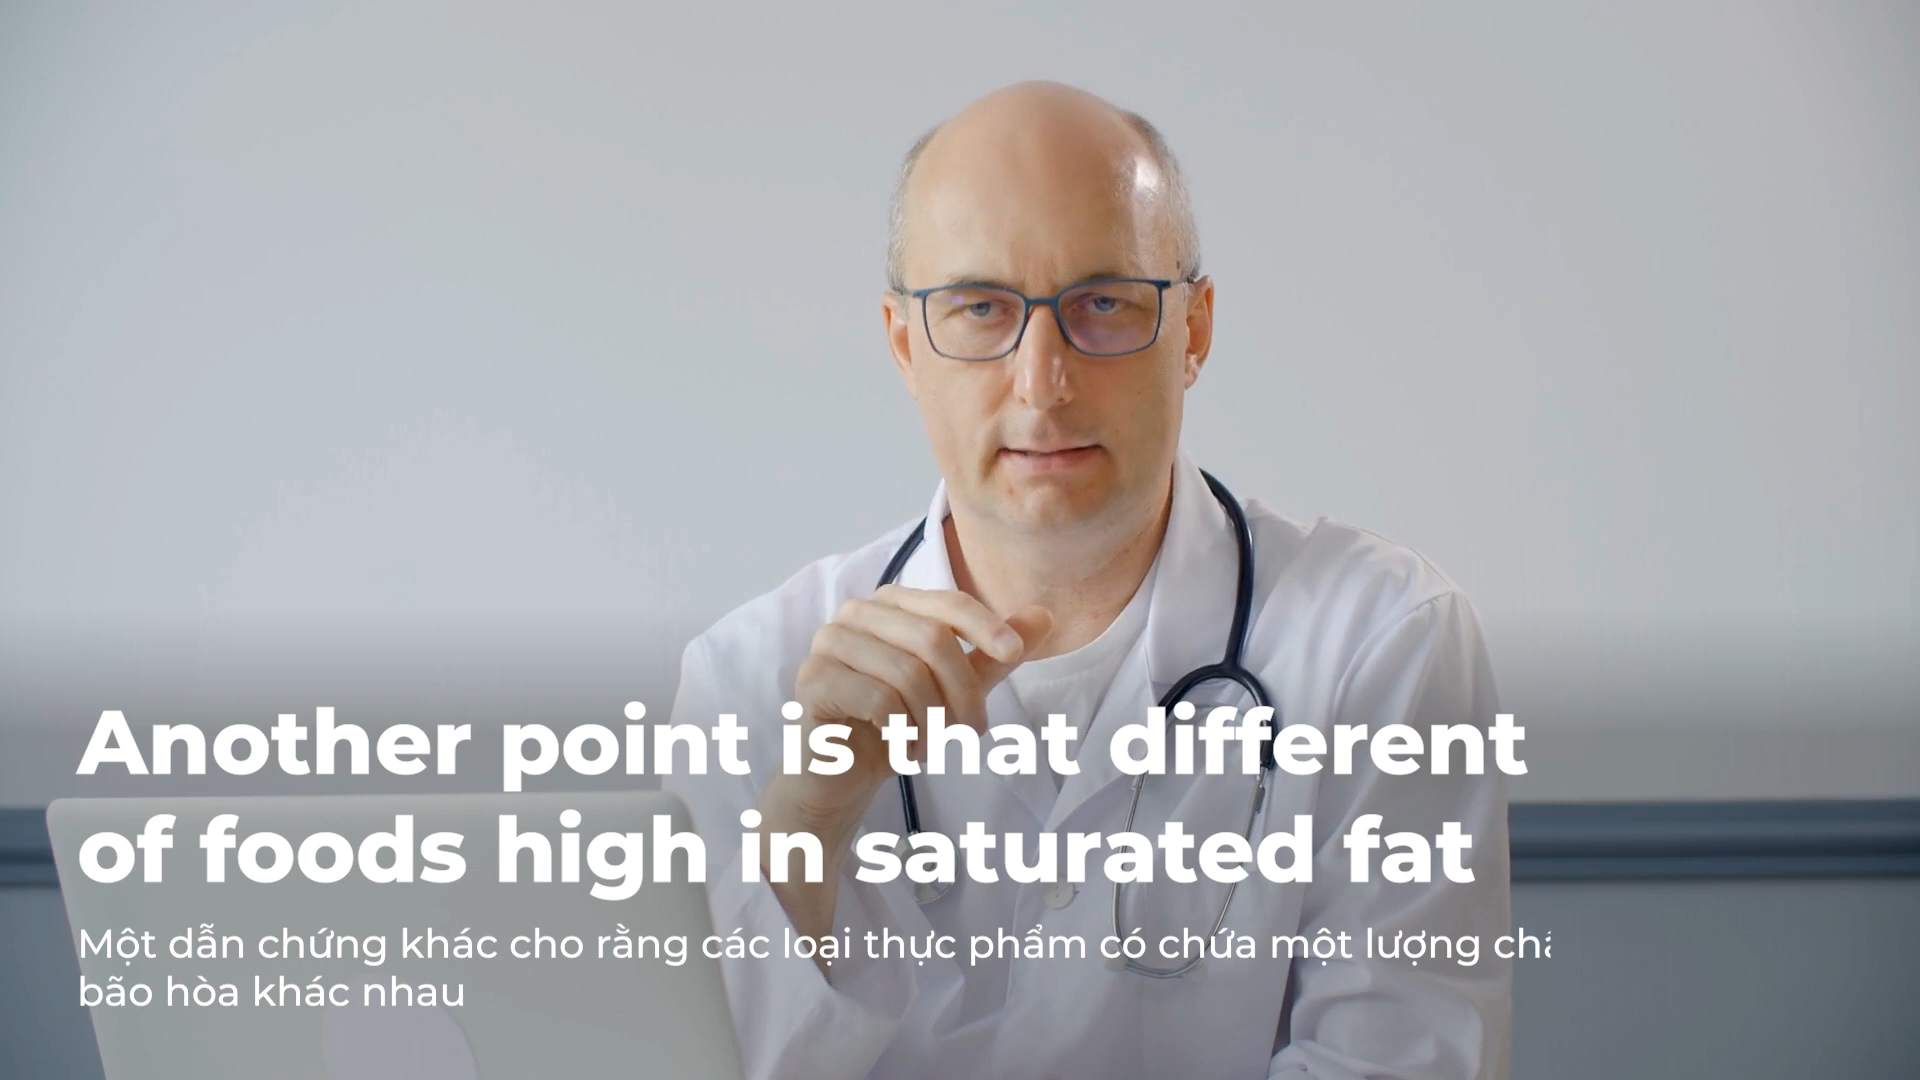 Another point is that different
of foods high in saturated fat
Một dẫn chứng khác cho rằng các loại thực phẩm có chứa một lượng
bão hòa khác nhau